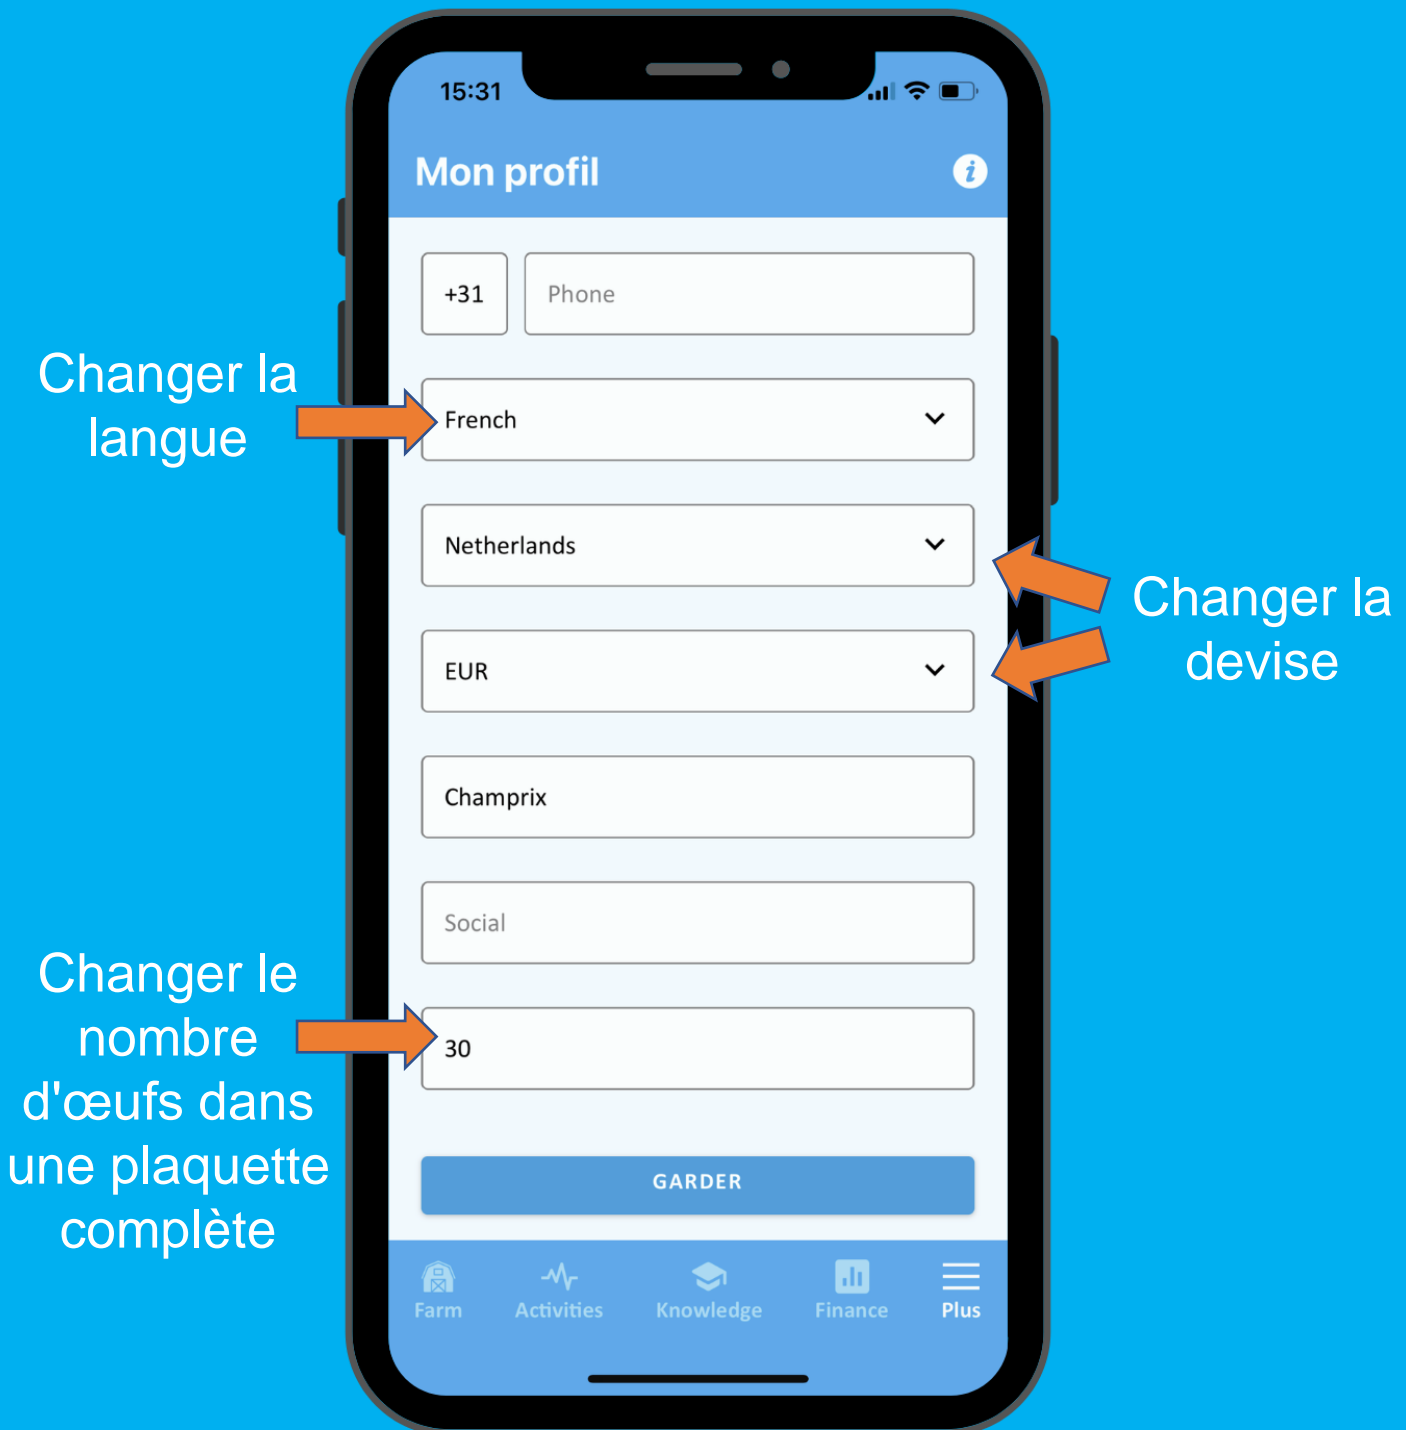 15:31
Mon profil
i
+31
Phone
Changer la
langue
French
Netherlands
Changer la
devise
EUR
Champrix
Social
Changer le
nombre
d'œufs dans
une plaquette
complète
30
GARDER
Farm
Activities
Knowledge
Finance
Plus